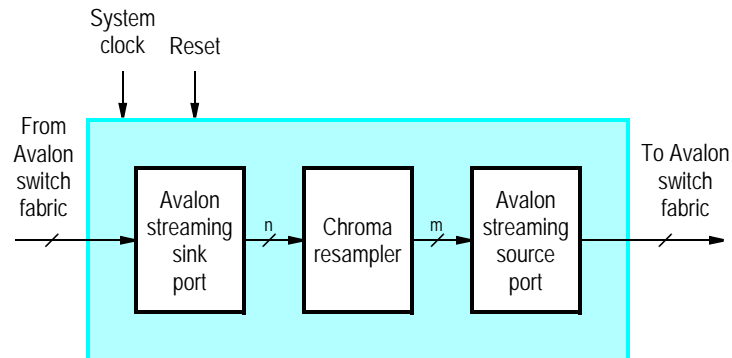 System
clock
Reset
From
Avalon
switch
fabric
To Avalon
switch
fabric
Avalon
streaming
sink
port
n
Chroma
resampler
m
Avalon
streaming
source
port